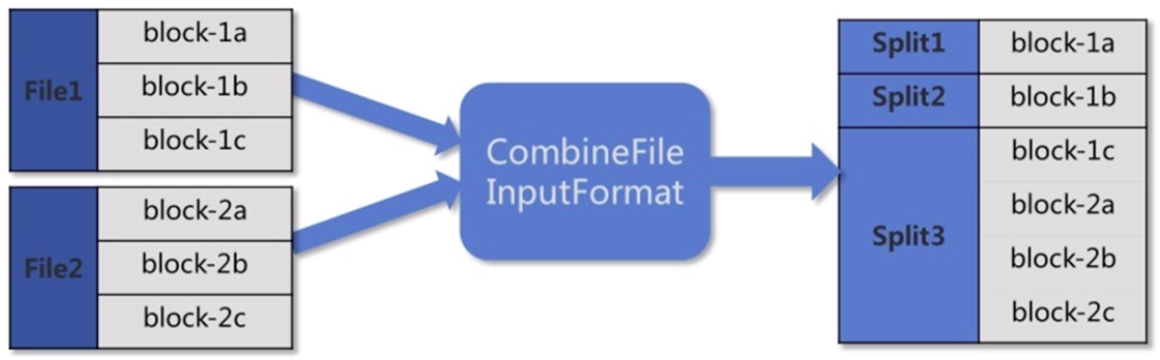 File1
block-1a
block-1b
block-1c
File2
block-2a
block-2b
block-2c
CombineFile
InputFormat
Split1
block-1a
Split2
block-1b
Split3
block-1c
block-2a
block-2b
block-2c